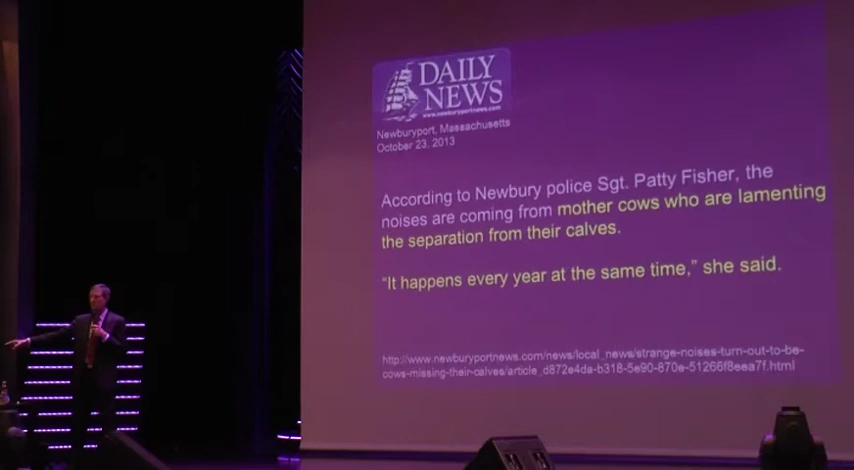 DAILY
NEWS
www.newburyportnews.com
Newburyport, Massachusetts
October 23, 2013
According to Newbury police Sgt. Patty Fisher, the
noises are coming from mother cows who are lamenting
the separation from their calves.
“It happens every year at the same time,” she said.
http://www.newburyportnews.com/news/local_news/strange-noises-turn-out-to-be-
cows-missing-their-calves/article_d872e4da-b318-5e90-870e-51266f8eea7f.html